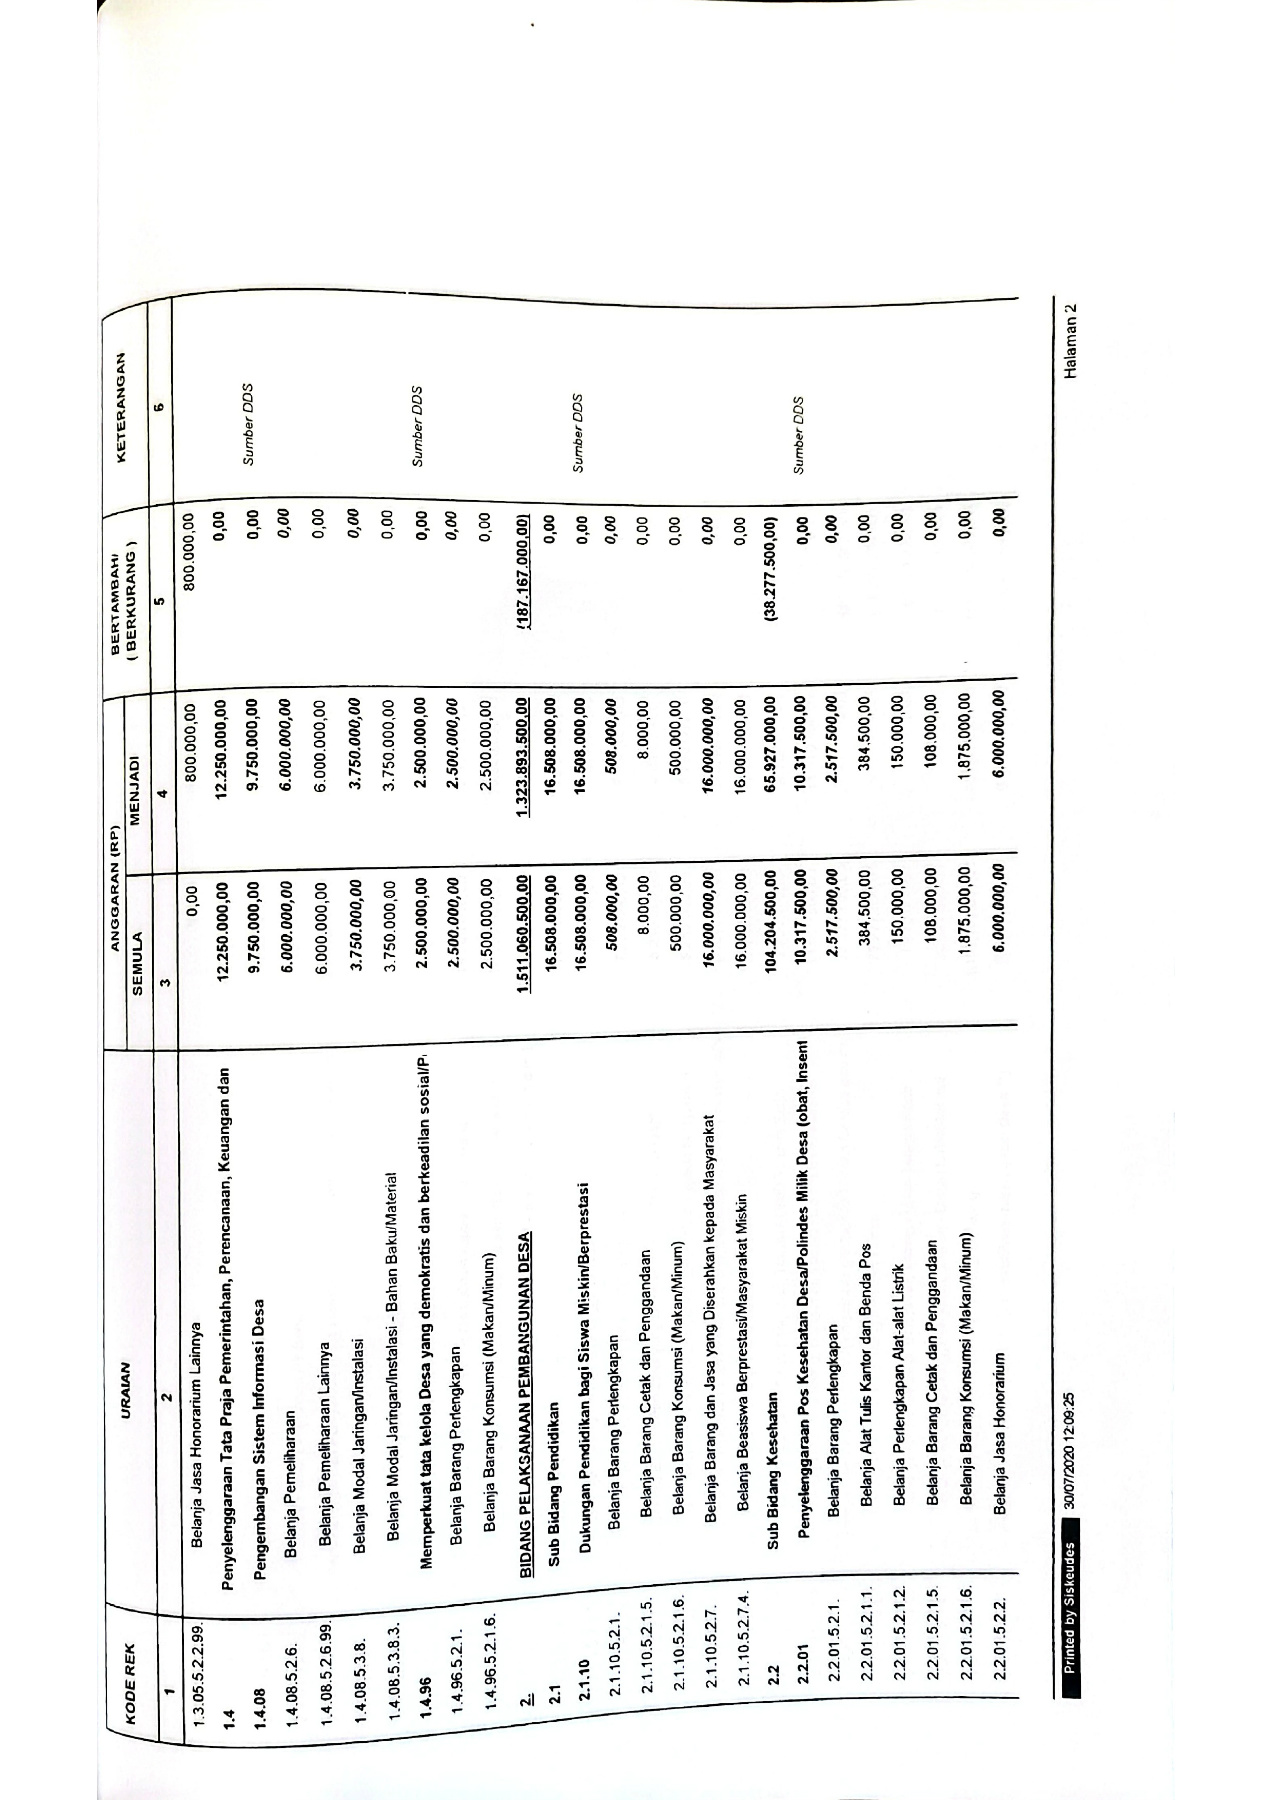 KODE REK URAIAN ANGGARAN (RP) BERTAMBAH/ ( BERKURANG ) KETERANGAN
SEMULA MENJADI
1 2 3 4 5 6
1.3.05.5.2.2.99. Belanja Jasa Honorarium Lainnya 0,00 800.000,00 800.000,00
1.4 Penyelenggaraan Tata Praja Pemerintahan, Perencanaan, Keuangan dan 12.250.000,00 12.250.000,00 0,00
1.4.08 Pengembangan Sistem Informasi Desa 9.750.000,00 9.750.000,00 0,00 Sumber DDS
1.4.08.5.2.6. Belanja Pemeliharaan 6.000.000,00 6.000.000,00 0,00
1.4.08.5.2.6.99. Belanja Pemeliharaan Lainnya 6.000.000,00 6.000.000,00 0,00
1.4.08.5.3.8. Belanja Modal Jaringan/Instalasi 3.750.000,00 3.750.000,00 0,00
1.4.08.5.3.8.3. Belanja Modal Jaringan/Instalasi - Bahan Baku/Material 3.750.000,00 3.750.000,00 0,00
1.4.96 Memperkuat tata kelola Desa yang demokratis dan berkeadilan sosial/P 2.500.000,00 2.500.000,00 0,00 Sumber DDS
1.4.96.5.2.1. Belanja Barang Perlengkapan 2.500.000,00 2.500.000,00 0,00
1.4.96.5.2.1.6. Belanja Barang Konsumsi (Makan/Minum) 2.500.000,00 2.500.000,00 0,00
2. BIDANG PELAKSANAAN PEMBANGUNAN DESA 1.511.060.500,00 1.323.893.500,00 (187.167.000,00)
2.1 Sub Bidang Pendidikan 16.508.000,00 16.508.000,00 0,00
2.1.10 Dukungan Pendidikan bagi Siswa Miskin/Berprestasi 16.508.000,00 16.508.000,00 0,00 Sumber DDS
2.1.10.5.2.1. Belanja Barang Perlengkapan 508.000,00 508.000,00 0,00
2.1.10.5.2.1.5. Belanja Barang Cetak dan Penggandaan 8.000,00 8.000,00 0,00
2.1.10.5.2.1.6. Belanja Barang Konsumsi (Makan/Minum) 500.000,00 500.000,00 0,00
2.1.10.5.2.7. Belanja Barang dan Jasa yang Diserahkan kepada Masyarakat 16.000.000,00 16.000.000,00 0,00
2.1.10.5.2.7.4. Belanja Beasiswa Berprestasi/Masyarakat Miskin 16.000.000,00 16.000.000,00 0,00
2.2 Sub Bidang Kesehatan 104.204.500,00 65.927.000,00 (38.277.500,00)
2.2.01 Penyelenggaraan Pos Kesehatan Desa/Polindes Milik Desa (obat, Insent 10.317.500,00 10.317.500,00 0,00 Sumber DDS
2.2.01.5.2.1. Belanja Barang Perlengkapan 2.517.500,00 2.517.500,00 0,00
2.2.01.5.2.1.1. Belanja Alat Tulis Kantor dan Benda Pos 384.500,00 384.500,00 0,00
2.2.01.5.2.1.2. Belanja Perlengkapan Alat-alat Listrik 150.000,00 150.000,00 0,00
2.2.01.5.2.1.5. Belanja Barang Cetak dan Penggandaan 108.000,00 108.000,00 0,00
2.2.01.5.2.1.6. Belanja Barang Konsumsi (Makan/Minum) 1.875.000,00 1.875.000,00 0,00
2.2.01.5.2.2. Belanja Jasa Honorarium 6.000.000,00 6.000.000,00 0,00
Printed by Siskeudes 30/07/2020 12:09:25 Halaman 2